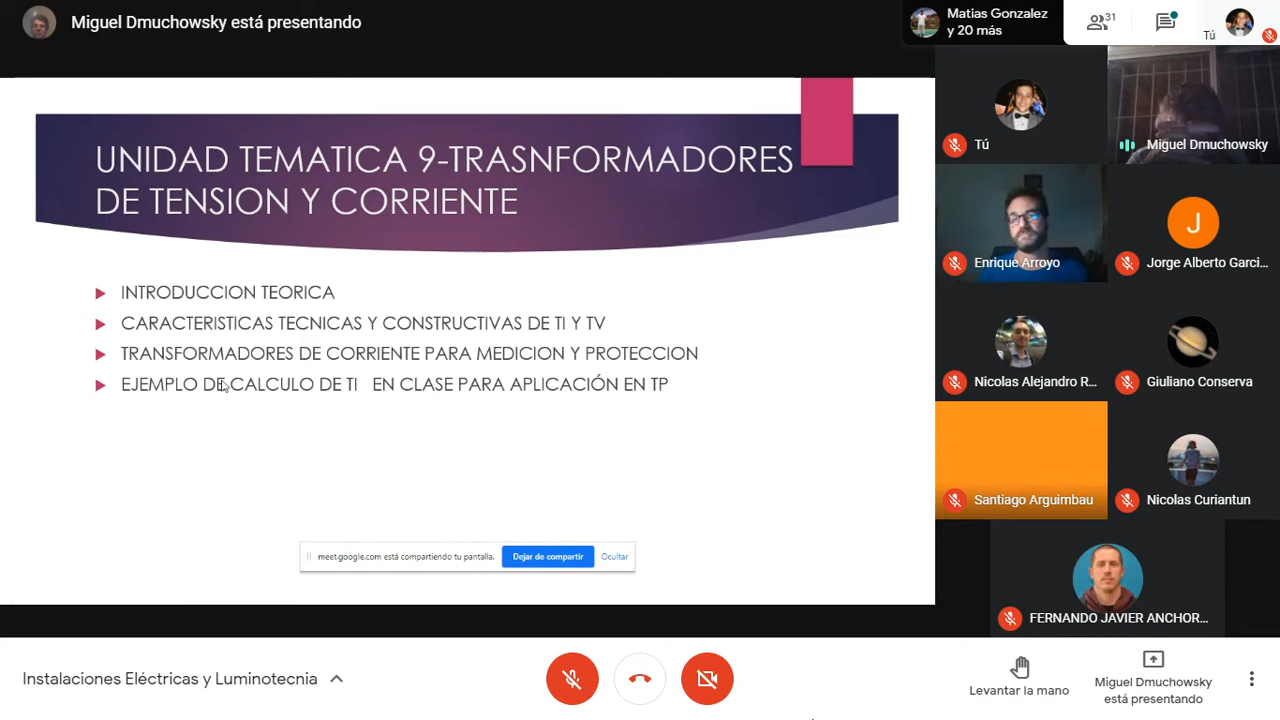 Miguel Dmuchowsky está presentando
Matias Gonzalez
y 20 más
31
Tú
UNIDAD TEMATICA 9-TRASNFORMADORES
DE TENSION Y CORRIENTE
INTRODUCCION TEORICA
CARACTERISTICAS TECNICAS Y CONSTRUCTIVAS DE TI Y TV
TRANSFORMADORES DE CORRIENTE PARA MEDICION Y PROTECCION
EJEMPLO DE CALCULO DE TI EN CLASE PARA APLICACIÓN EN TP
meet.google.com está compartiendo tu pantalla.
Dejar de compartir
Ocultar
Tú
Miguel Dmuchowsky
Enrique Arroyo
J
Jorge Alberto Garci...
Nicolas Alejandro R...
Giuliano Conserva
Santiago Arguimbau
Nicolas Curiantun
FERNANDO JAVIER ANCHOR...
Instalaciones Eléctricas y Luminotecnia
Levantar la mano
Miguel Dmuchowsky
está presentando